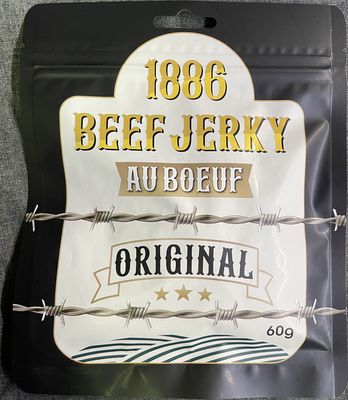 1886
BEEF JERKY
AU BOEUF
ORIGINAL
60g